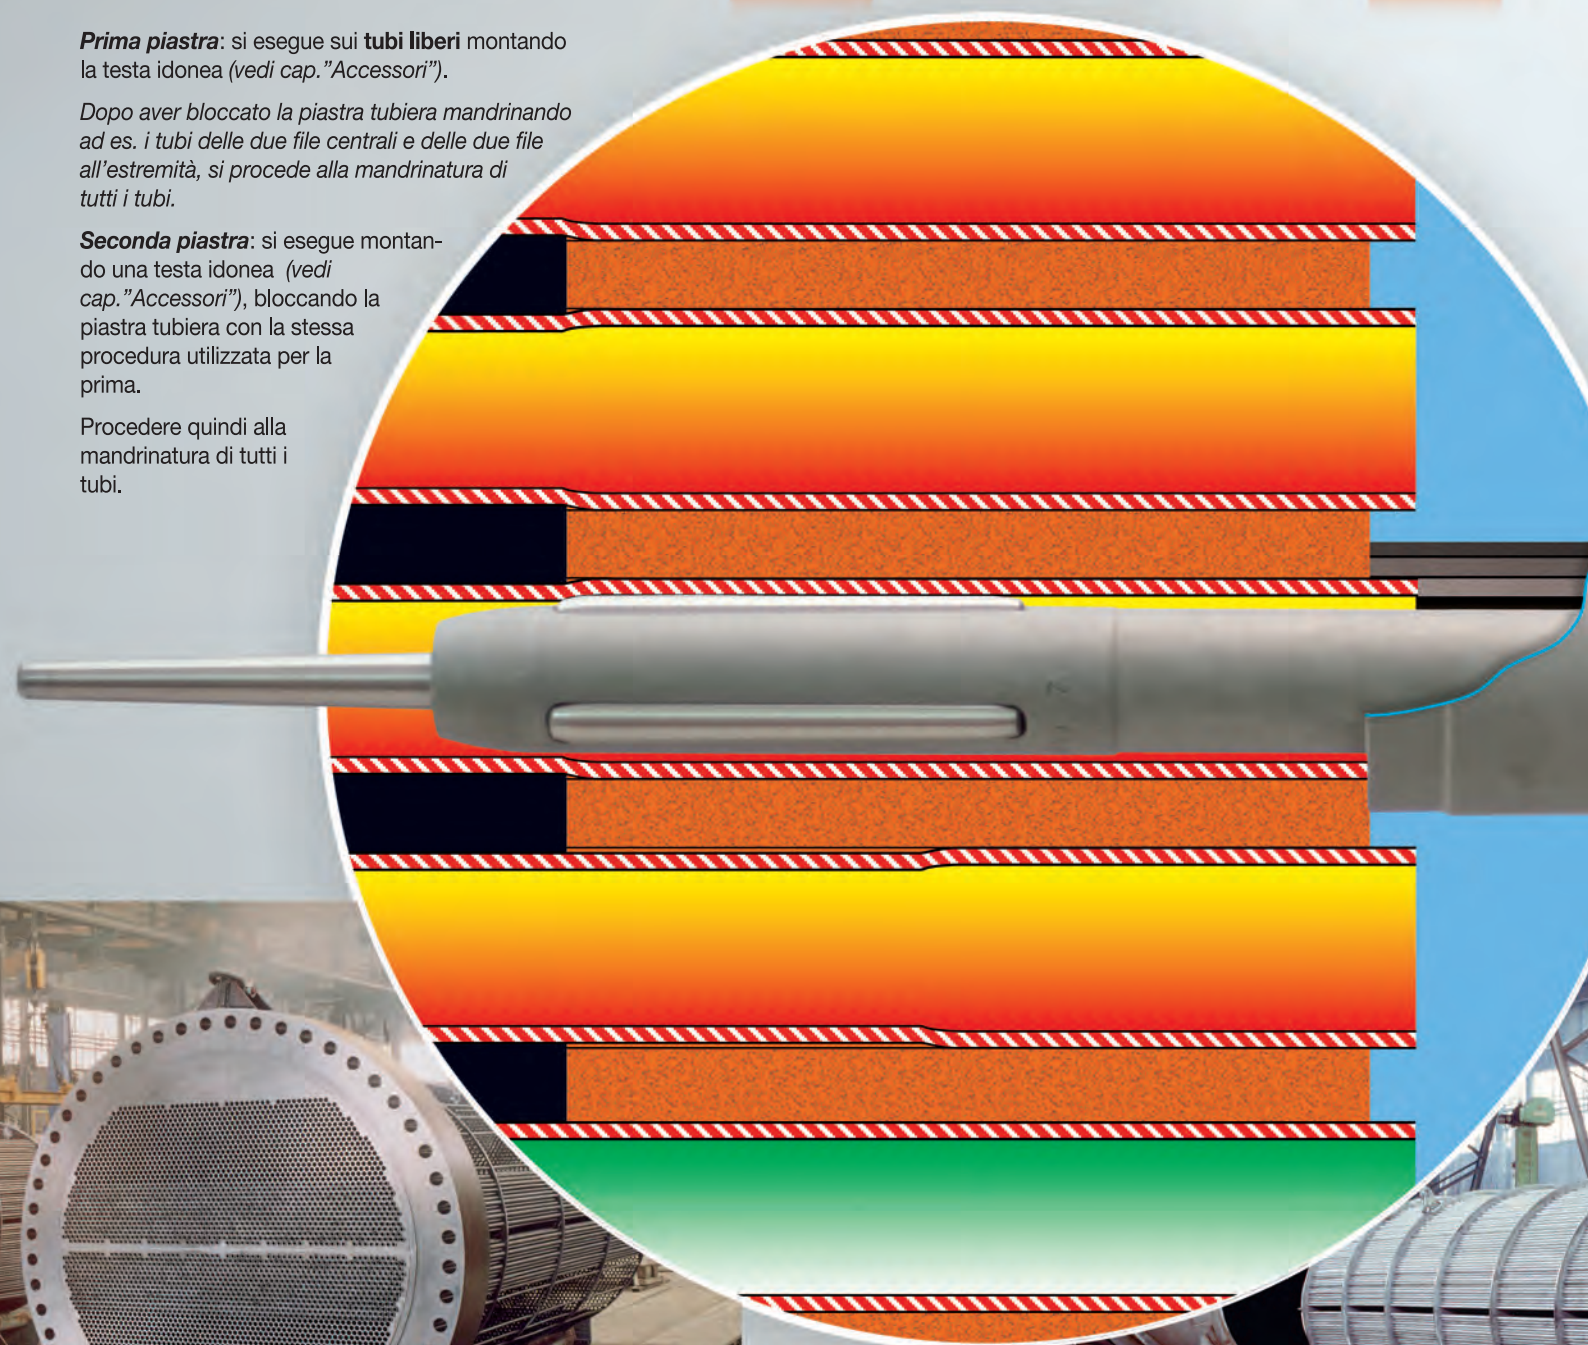 Prima piastra: si esegue sui tubi liberi montando
la testa idonea (vedi cap."Accessori").
Dopo aver bloccato la piastra tubiera mandrinando
ad es. i tubi delle due file centrali e delle due file
all'estremità, si procede alla mandrinatura di
tutti i tubi.
Seconda piastra: si esegue montan-
do una testa idonea (vedi
cap."Accessori"), bloccando la
piastra tubiera con la stessa
procedura utilizzata per la
prima.
Procedere quindi alla
mandrinatura di tutti i
tubi.